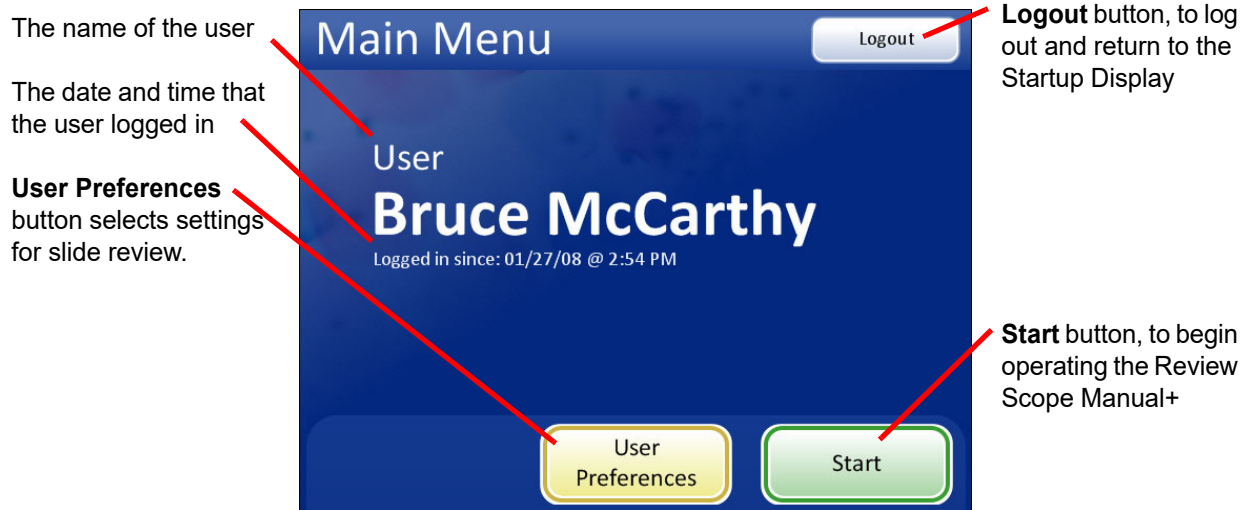 The name of the user
The date and time that
the user logged in
User Preferences
button selects settings
for slide review.
Main Menu
Logout
User
Bruce McCarthy
Logged in since: 01/27/08 @ 2:54 PM
User
Preferences
Start
Logout button, to log
out and return to the
Startup Display
Start button, to begin
operating the Review
Scope Manual+